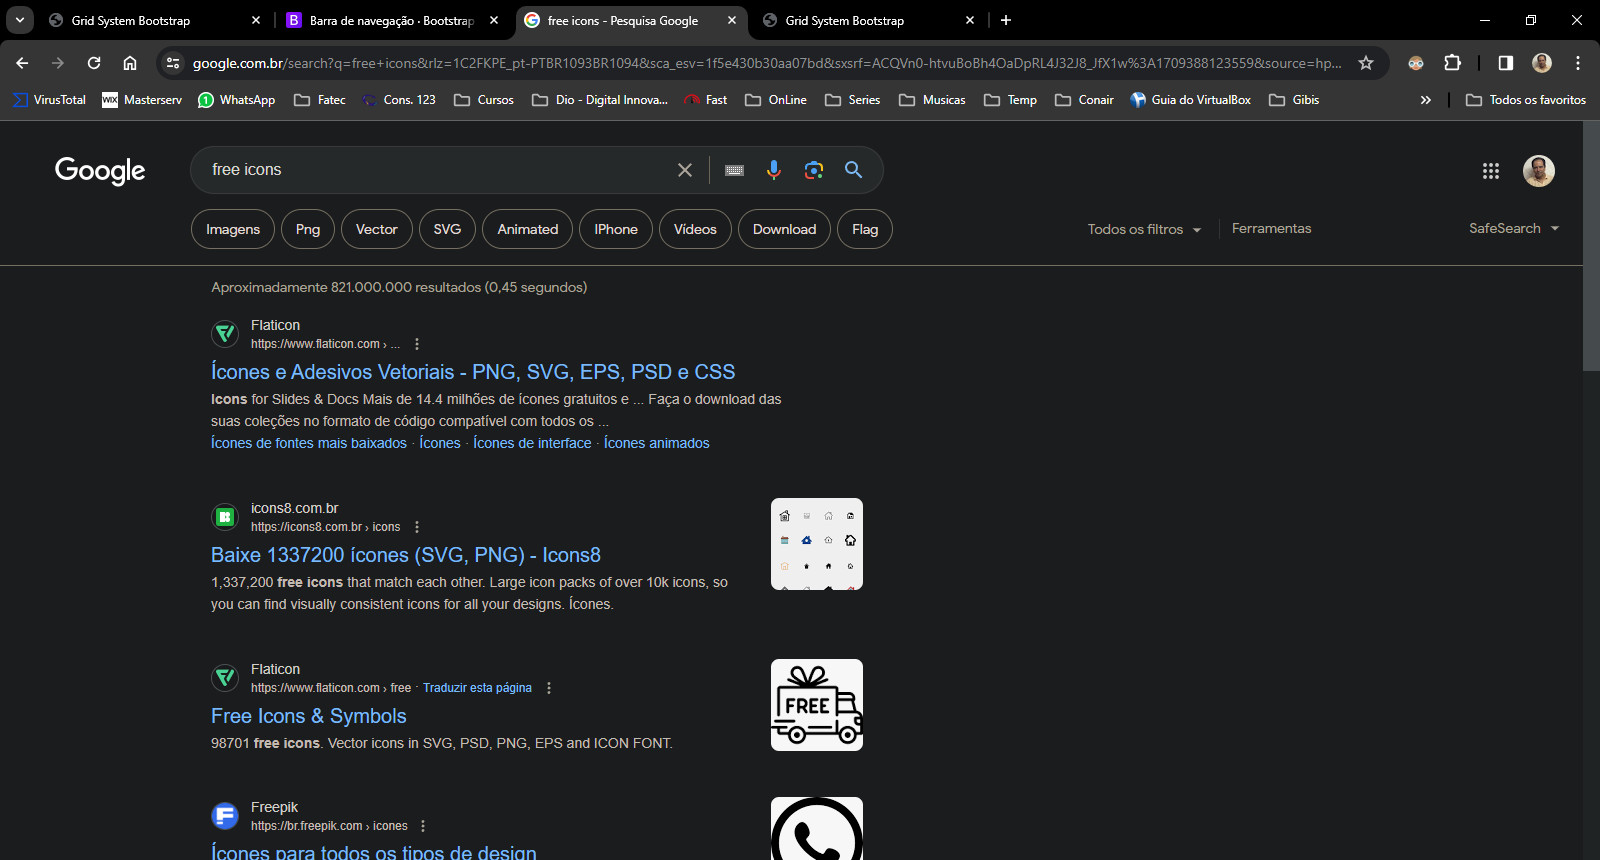 Grid System Bootstrap
Barra de navegação · Bootstrap
free icons - Pesquisa Google
Grid System Bootstrap
google.com.br/search?q=free+icons&rlz=1C2FKPE_pt-PTBR1093BR1094&sca_esv=1f5e430b30aa07bd&sxsrf=ACQVn0-htvuBoBh4OaDpRL4J32J8_JfX1w%3A1709388123559&source=hp...
VirusTotal
WIX Masterserv
WhatsApp
Fatec
Cons. 123
Cursos
Dio - Digital Innova...
Fast
OnLine
Series
Musicas
Temp
Conair
Guia do VirtualBox
Gibis
Todos os favoritos
Google
free icons
Imagens
Png
Vector
SVG
Animated
IPhone
Vídeos
Download
Flag
Todos os filtros
Ferramentas
SafeSearch
Aproximadamente 821.000.000 resultados (0,45 segundos)
Flaticon
https://www.flaticon.com › ...
Ícones e Adesivos Vetoriais - PNG, SVG, EPS, PSD e CSS
Icons for Slides & Docs Mais de 14.4 milhões de ícones gratuitos e ... Faça o download das
suas coleções no formato de código compatível com todos os ...
Ícones de fontes mais baixados · Ícones · Ícones de interface · Ícones animados
icons8.com.br
https://icons8.com.br › icons
Baixe 1337200 ícones (SVG, PNG) - Icons8
1,337,200 free icons that match each other. Large icon packs of over 10k icons, so
you can find visually consistent icons for all your designs. Ícones.
Flaticon
https://www.flaticon.com › free · Traduzir esta página
Free Icons & Symbols
98701 free icons. Vector icons in SVG, PSD, PNG, EPS and ICON FONT.
FREE
Freepik
https://br.freepik.com › icones
Ícones para todos os tipos de design